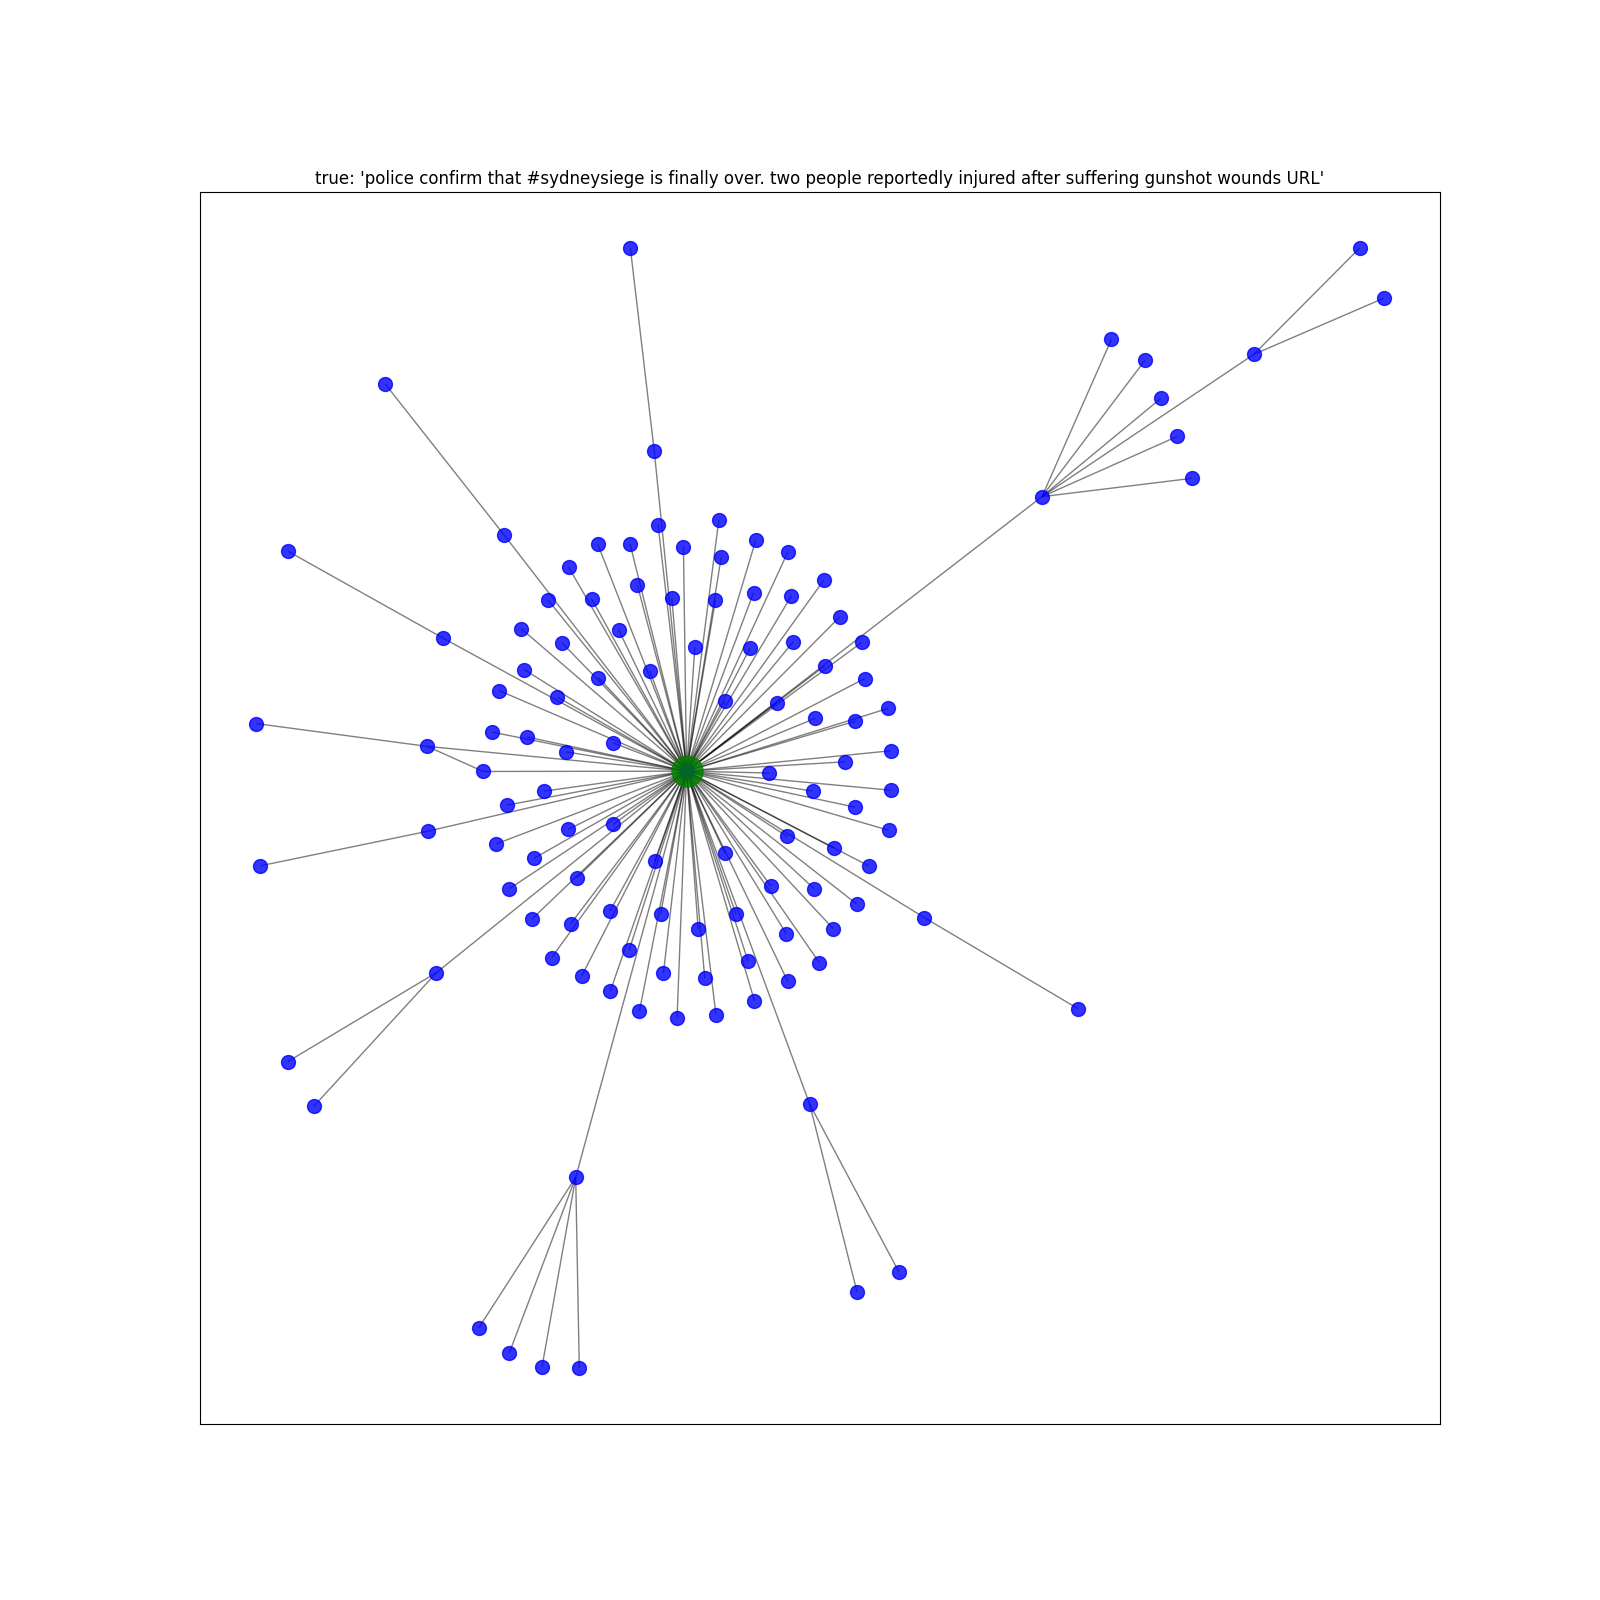 true: 'police confirm that #sydneysiege is finally over. two people reportedly injured after suffering gunshot wounds URL'